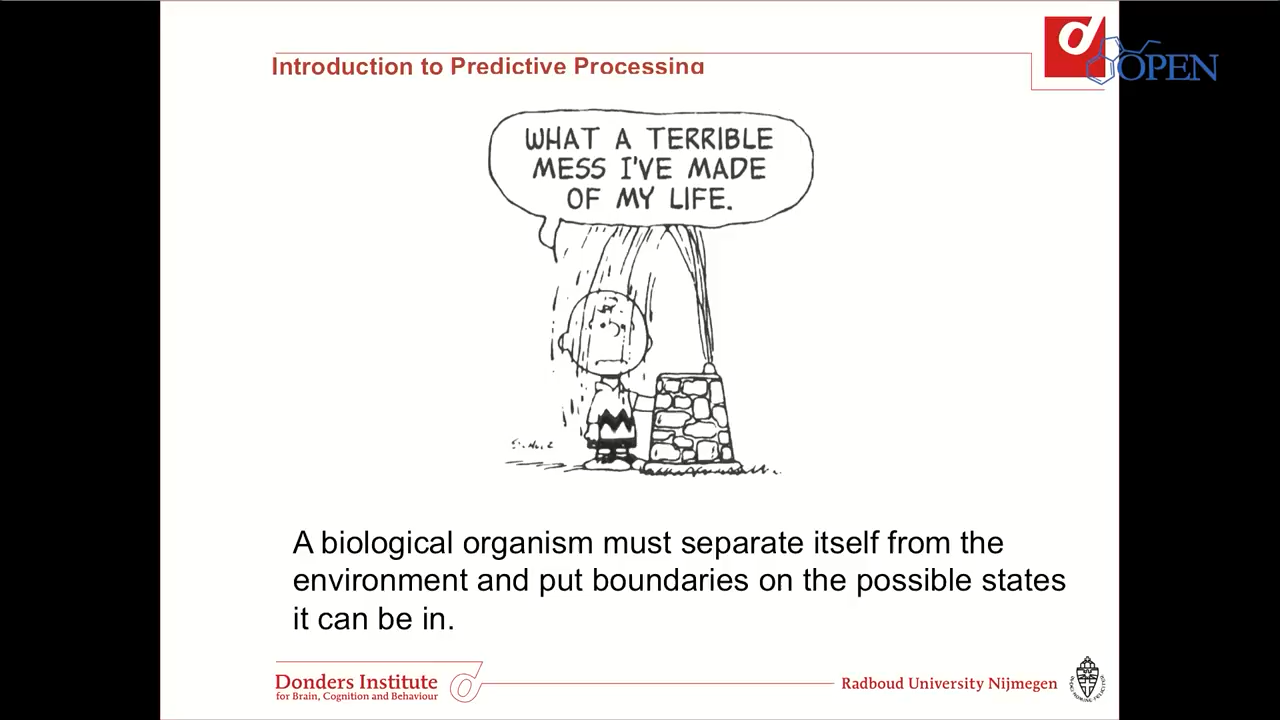 Introduction to Predictive Processing
OPEN
WHAT A TERRIBLE
MESS I'VE MADE
OF MY LIFE.
A biological organism must separate itself from the
environment and put boundaries on the possible states
it can be in.
Donders Institute
for Brain, Cognition and Behaviour
Radboud University Nijmegen